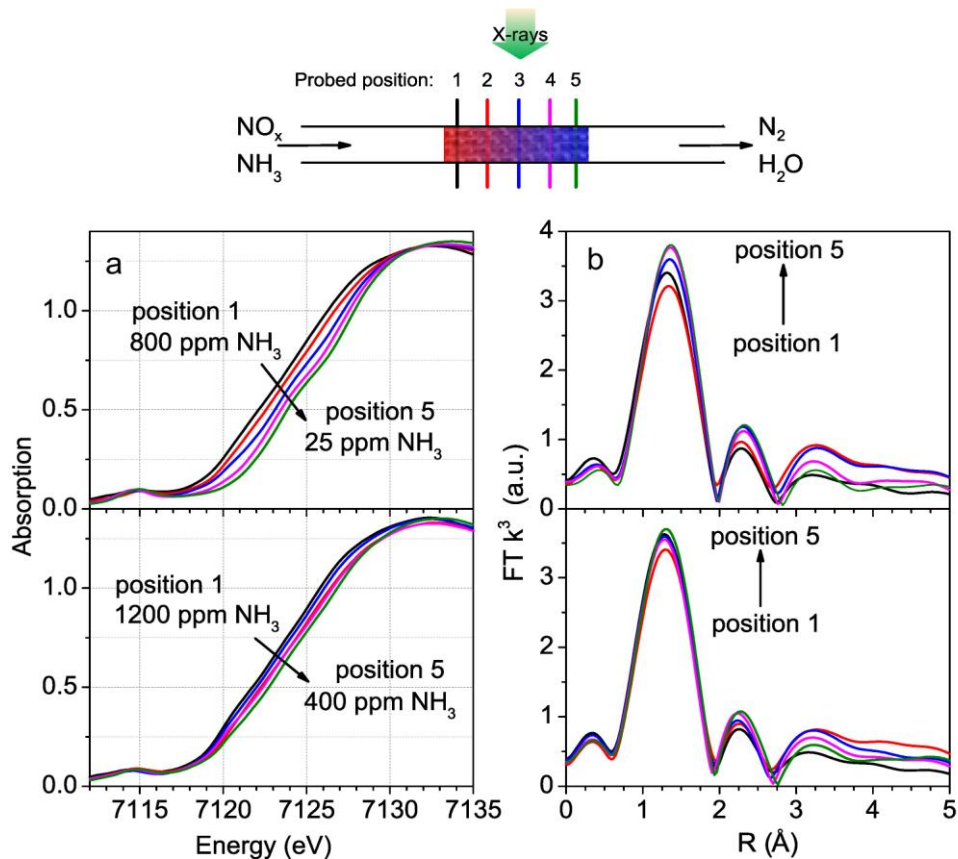 X-rays
Probed position: 1 2 3 4 5
NOx N2
NH3 H2O
a
position 1
800 ppm NH3
position 5
25 ppm NH3
1.0
0.5
0.0
position 1
1200 ppm NH3
position 5
400 ppm NH3
1.0
0.5
0.0
Absorption
7115 7120 7125 7130 7135
Energy (eV)
b
position 5
position 1
4
3
2
1
0
position 5
position 1
3
2
1
0
FT k3 (a.u.)
0 1 2 3 4 5
R (Å)